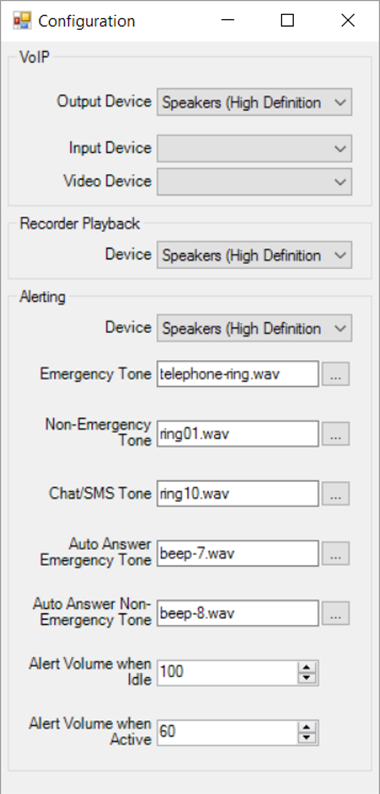 Configuration
VoIP
Output Device Speakers (High Definition
Input Device
Video Device
Recorder Playback
Device Speakers (High Definition
Alerting
Device Speakers (High Definition
Emergency Tone telephone-ring.wav ...
Non-Emergency
Tone ring01.wav ...
Chat/SMS Tone ring10.wav ...
Auto Answer
Emergency Tone beep-7.wav ...
Auto Answer Non-
Emergency Tone beep-8.wav ...
Alert Volume when
Idle 100
Alert Volume when
Active 60